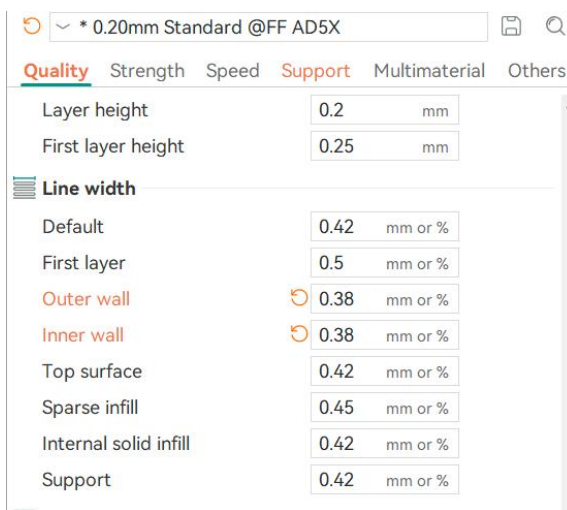 * 0.20mm Standard @FF AD5X
Quality Strength Speed Support Multimaterial Others
Layer height 0.2 mm
First layer height 0.25 mm
Line width
Default 0.42 mm or %
First layer 0.5 mm or %
Outer wall 0.38 mm or %
Inner wall 0.38 mm or %
Top surface 0.42 mm or %
Sparse infill 0.45 mm or %
Internal solid infill 0.42 mm or %
Support 0.42 mm or %